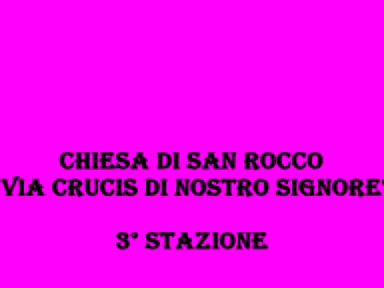 CHIESA DI SAN ROCCO
"VIA CRUCIS DI NOSTRO SIGNORE"
3° STAZIONE